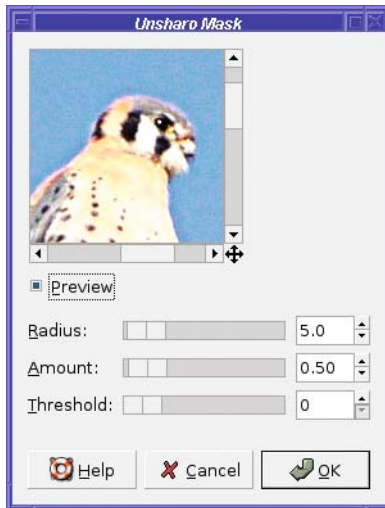 Unsharp Mask
Preview
Radius: 5.0
Amount: 0.50
Threshold: 0
Help Cancel OK